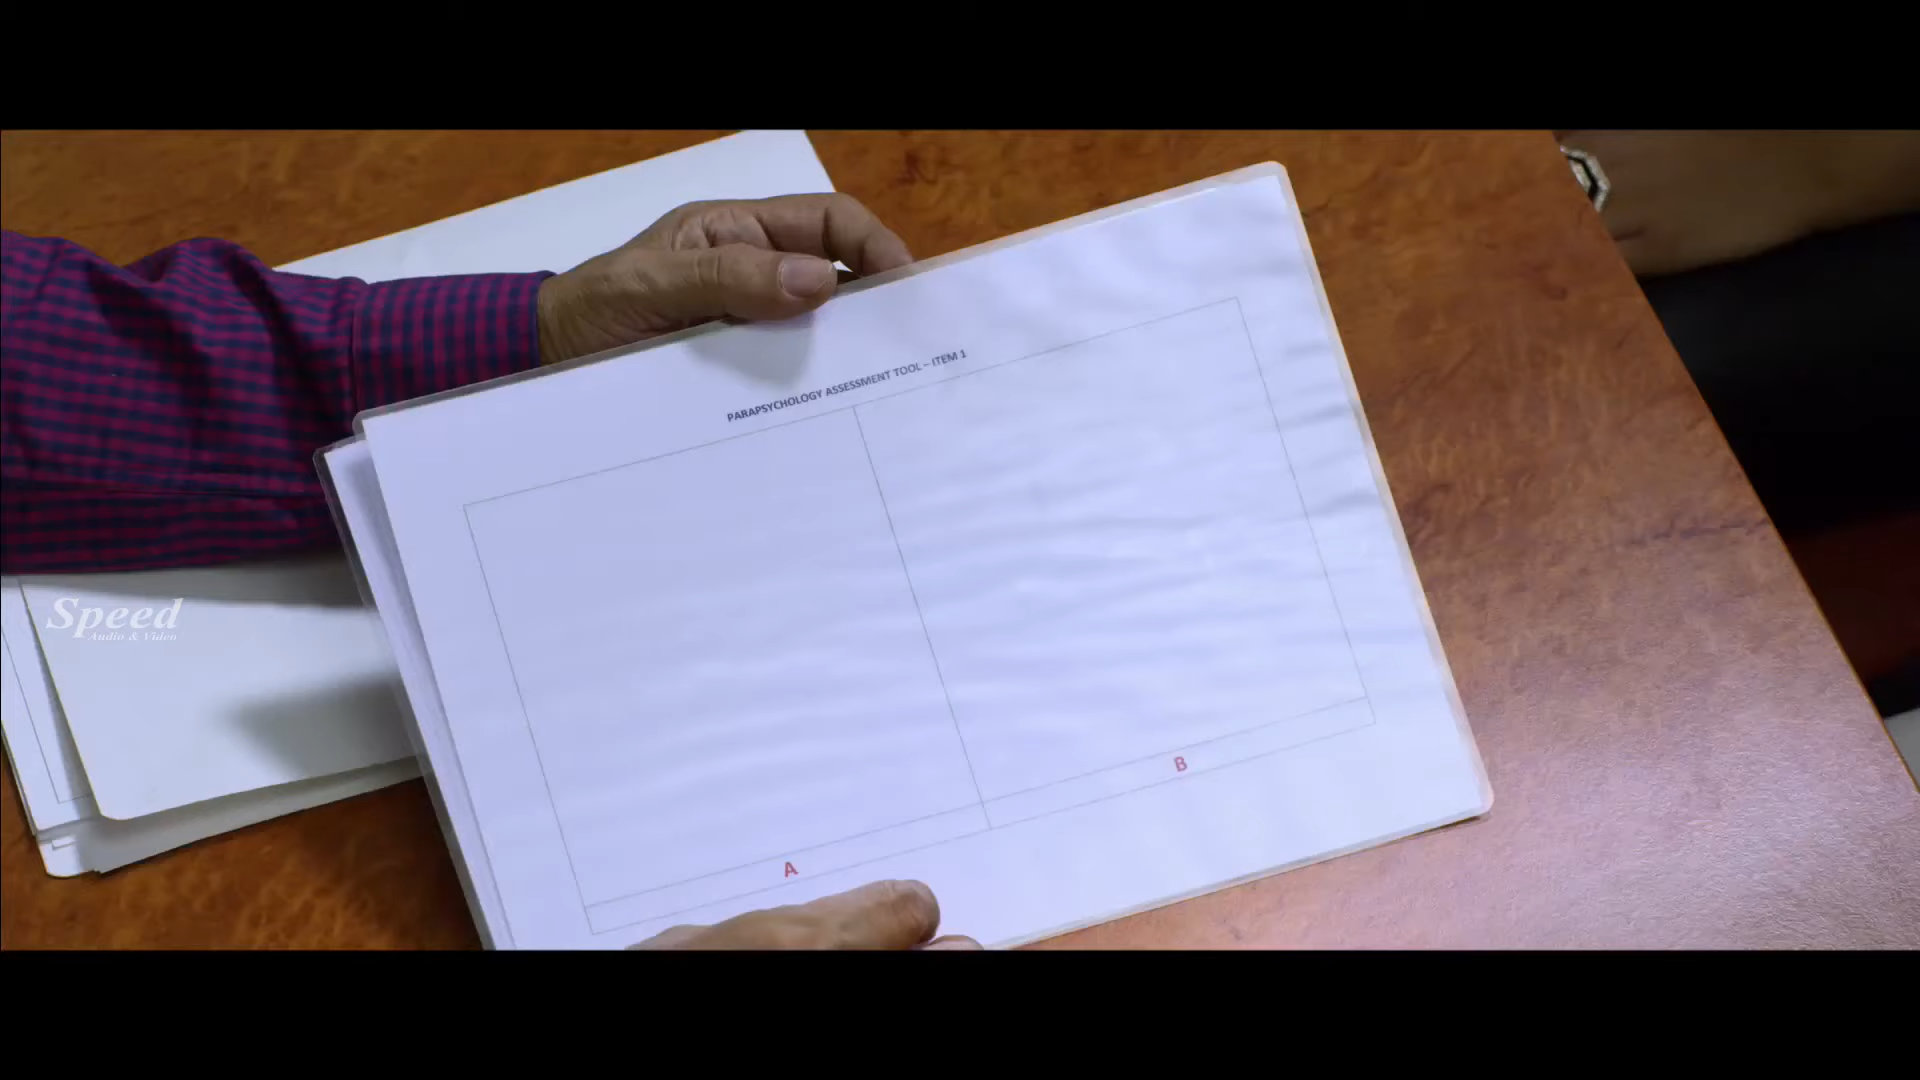 PARAPSYCHOLOGY ASSESSMENT TOOL – ITEM 1
A
B
Speed
Audio & Video